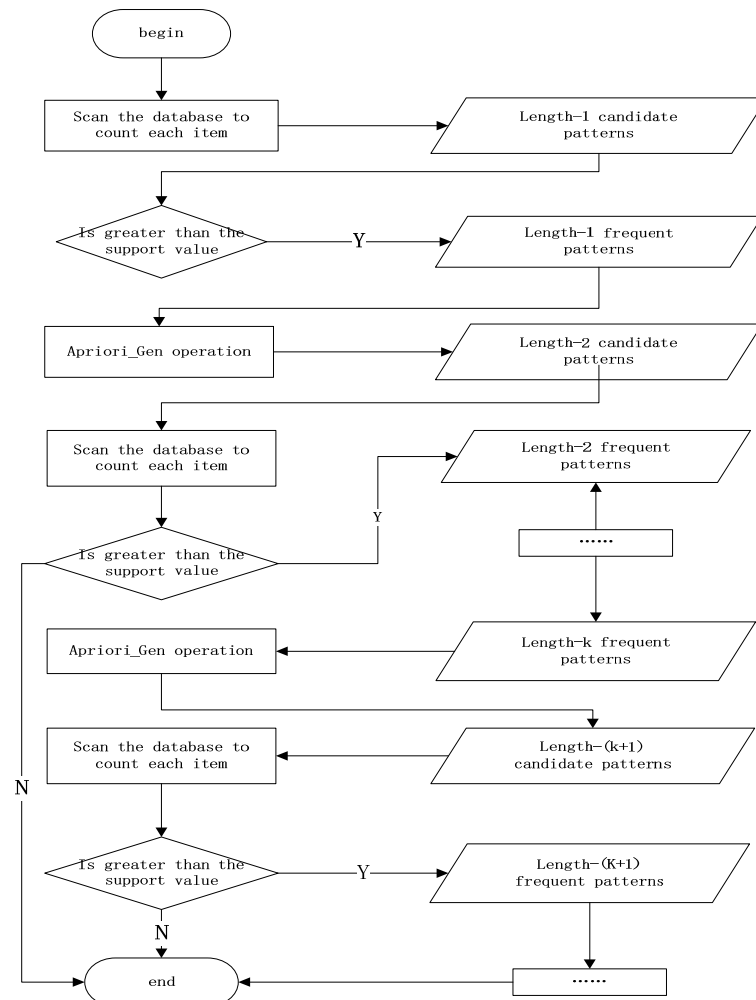 begin
Scan the database to
count each item
Length-1 candidate
patterns
Is greater than the
support value
Y
Length-1 frequent
patterns
Apriori_Gen operation
Length-2 candidate
patterns
Scan the database to
count each item
Length-2 frequent
patterns
Y
······
Is greater than the
support value
Apriori_Gen operation
Length-k frequent
patterns
Scan the database to
count each item
Length-(k+1)
candidate patterns
N
Is greater than the
support value
Y
Length-(K+1)
frequent patterns
N
end
······